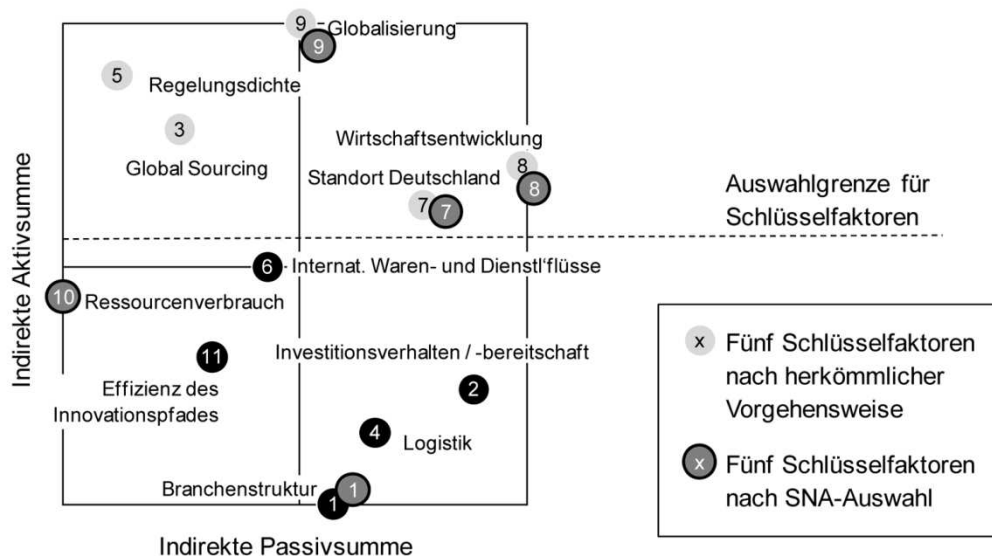 9
Globalisierung
9
5
Regelungsdichte
3
Global Sourcing
Wirtschaftsentwicklung
8
Standort Deutschland
8
7
7
Auswahlgrenze für
Schlüsselfaktoren
6
Internat. Waren- und Dienstl'flüsse
10
Ressourcenverbrauch
11
Effizienz des
Innovationspfades
Investitionsverhalten / -bereitschaft
2
4
Logistik
Branchenstruktur
1
1
Indirekte Aktivsumme
Indirekte Passivsumme
x
Fünf Schlüsselfaktoren
nach herkömmlicher
Vorgehensweise
x
Fünf Schlüsselfaktoren
nach SNA-Auswahl